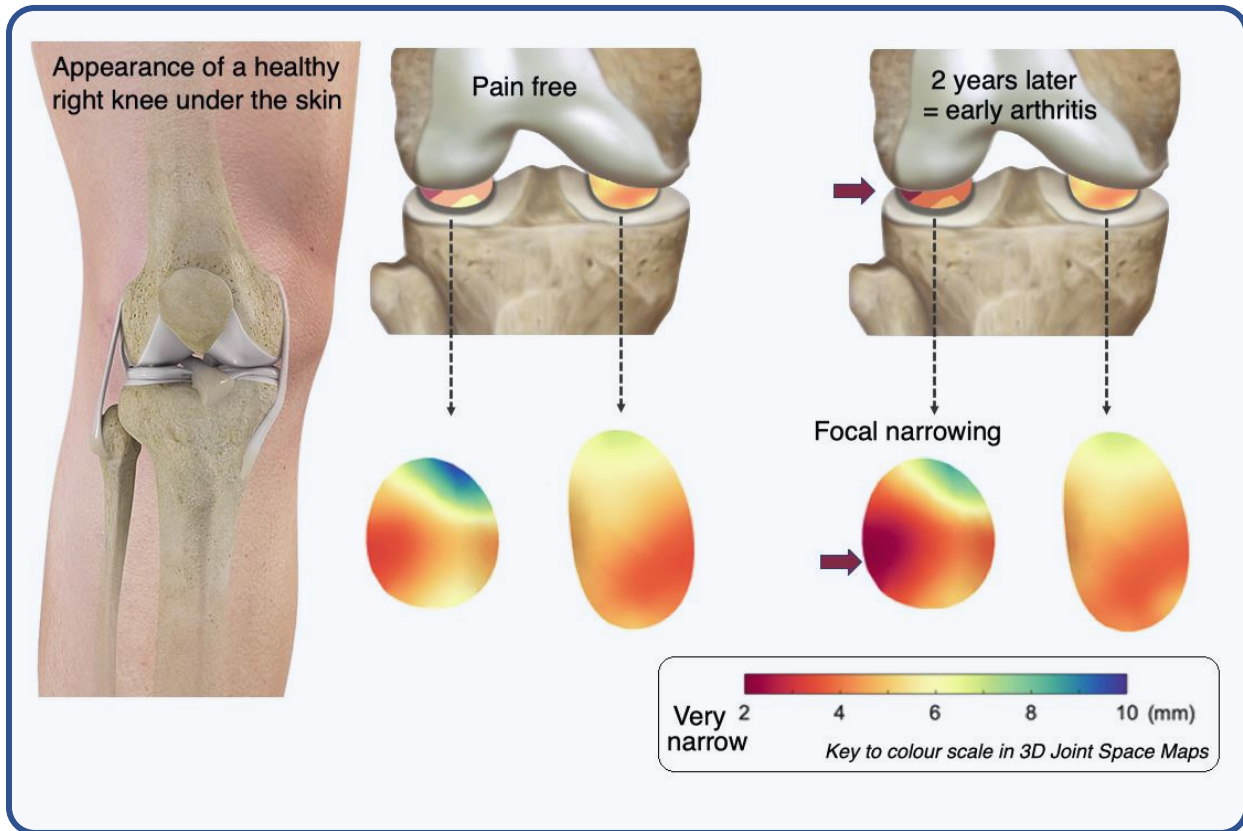 Appearance of a healthy
right knee under the skin
Pain free
2 years later
= early arthritis
Focal narrowing
Very
narrow
2 4 6 8 10 (mm)
Key to colour scale in 3D Joint Space Maps